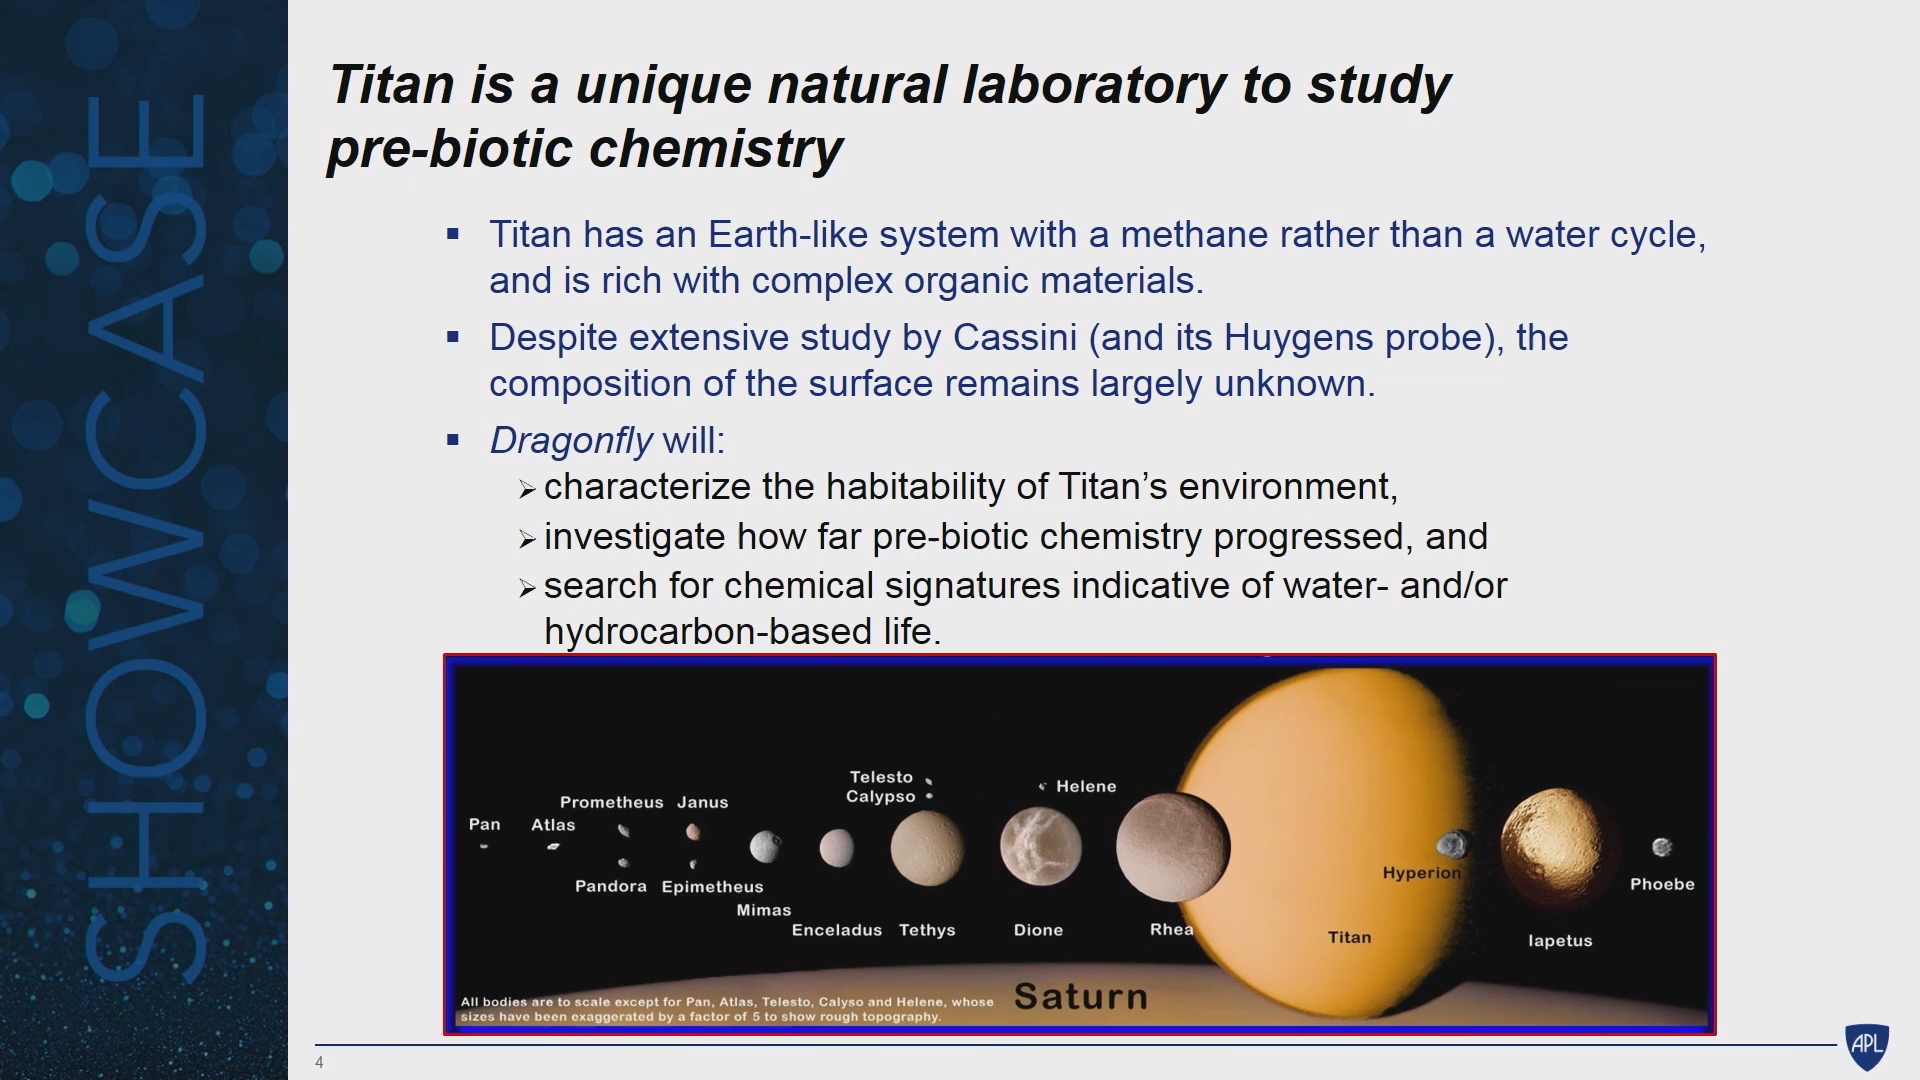 SHOWCASE
Titan is a unique natural laboratory to study
pre-biotic chemistry
▪ Titan has an Earth-like system with a methane rather than a water cycle,
and is rich with complex organic materials.
▪ Despite extensive study by Cassini (and its Huygens probe), the
composition of the surface remains largely unknown.
▪ Dragonfly will:
➢ characterize the habitability of Titan’s environment,
➢ investigate how far pre-biotic chemistry progressed, and
➢ search for chemical signatures indicative of water- and/or
hydrocarbon-based life.
Telesto
Calypso
Helene
Prometheus Janus
Pan Atlas
Hyperion
Pandora Epimetheus
Phoebe
Mimas
Enceladus Tethys Dione Rhea Titan Iapetus
Saturn
All bodies are to scale except for Pan, Atlas, Telesto, Calyso and Helene, whose
sizes have been exaggerated by a factor of 5 to show rough topography.
4
APL